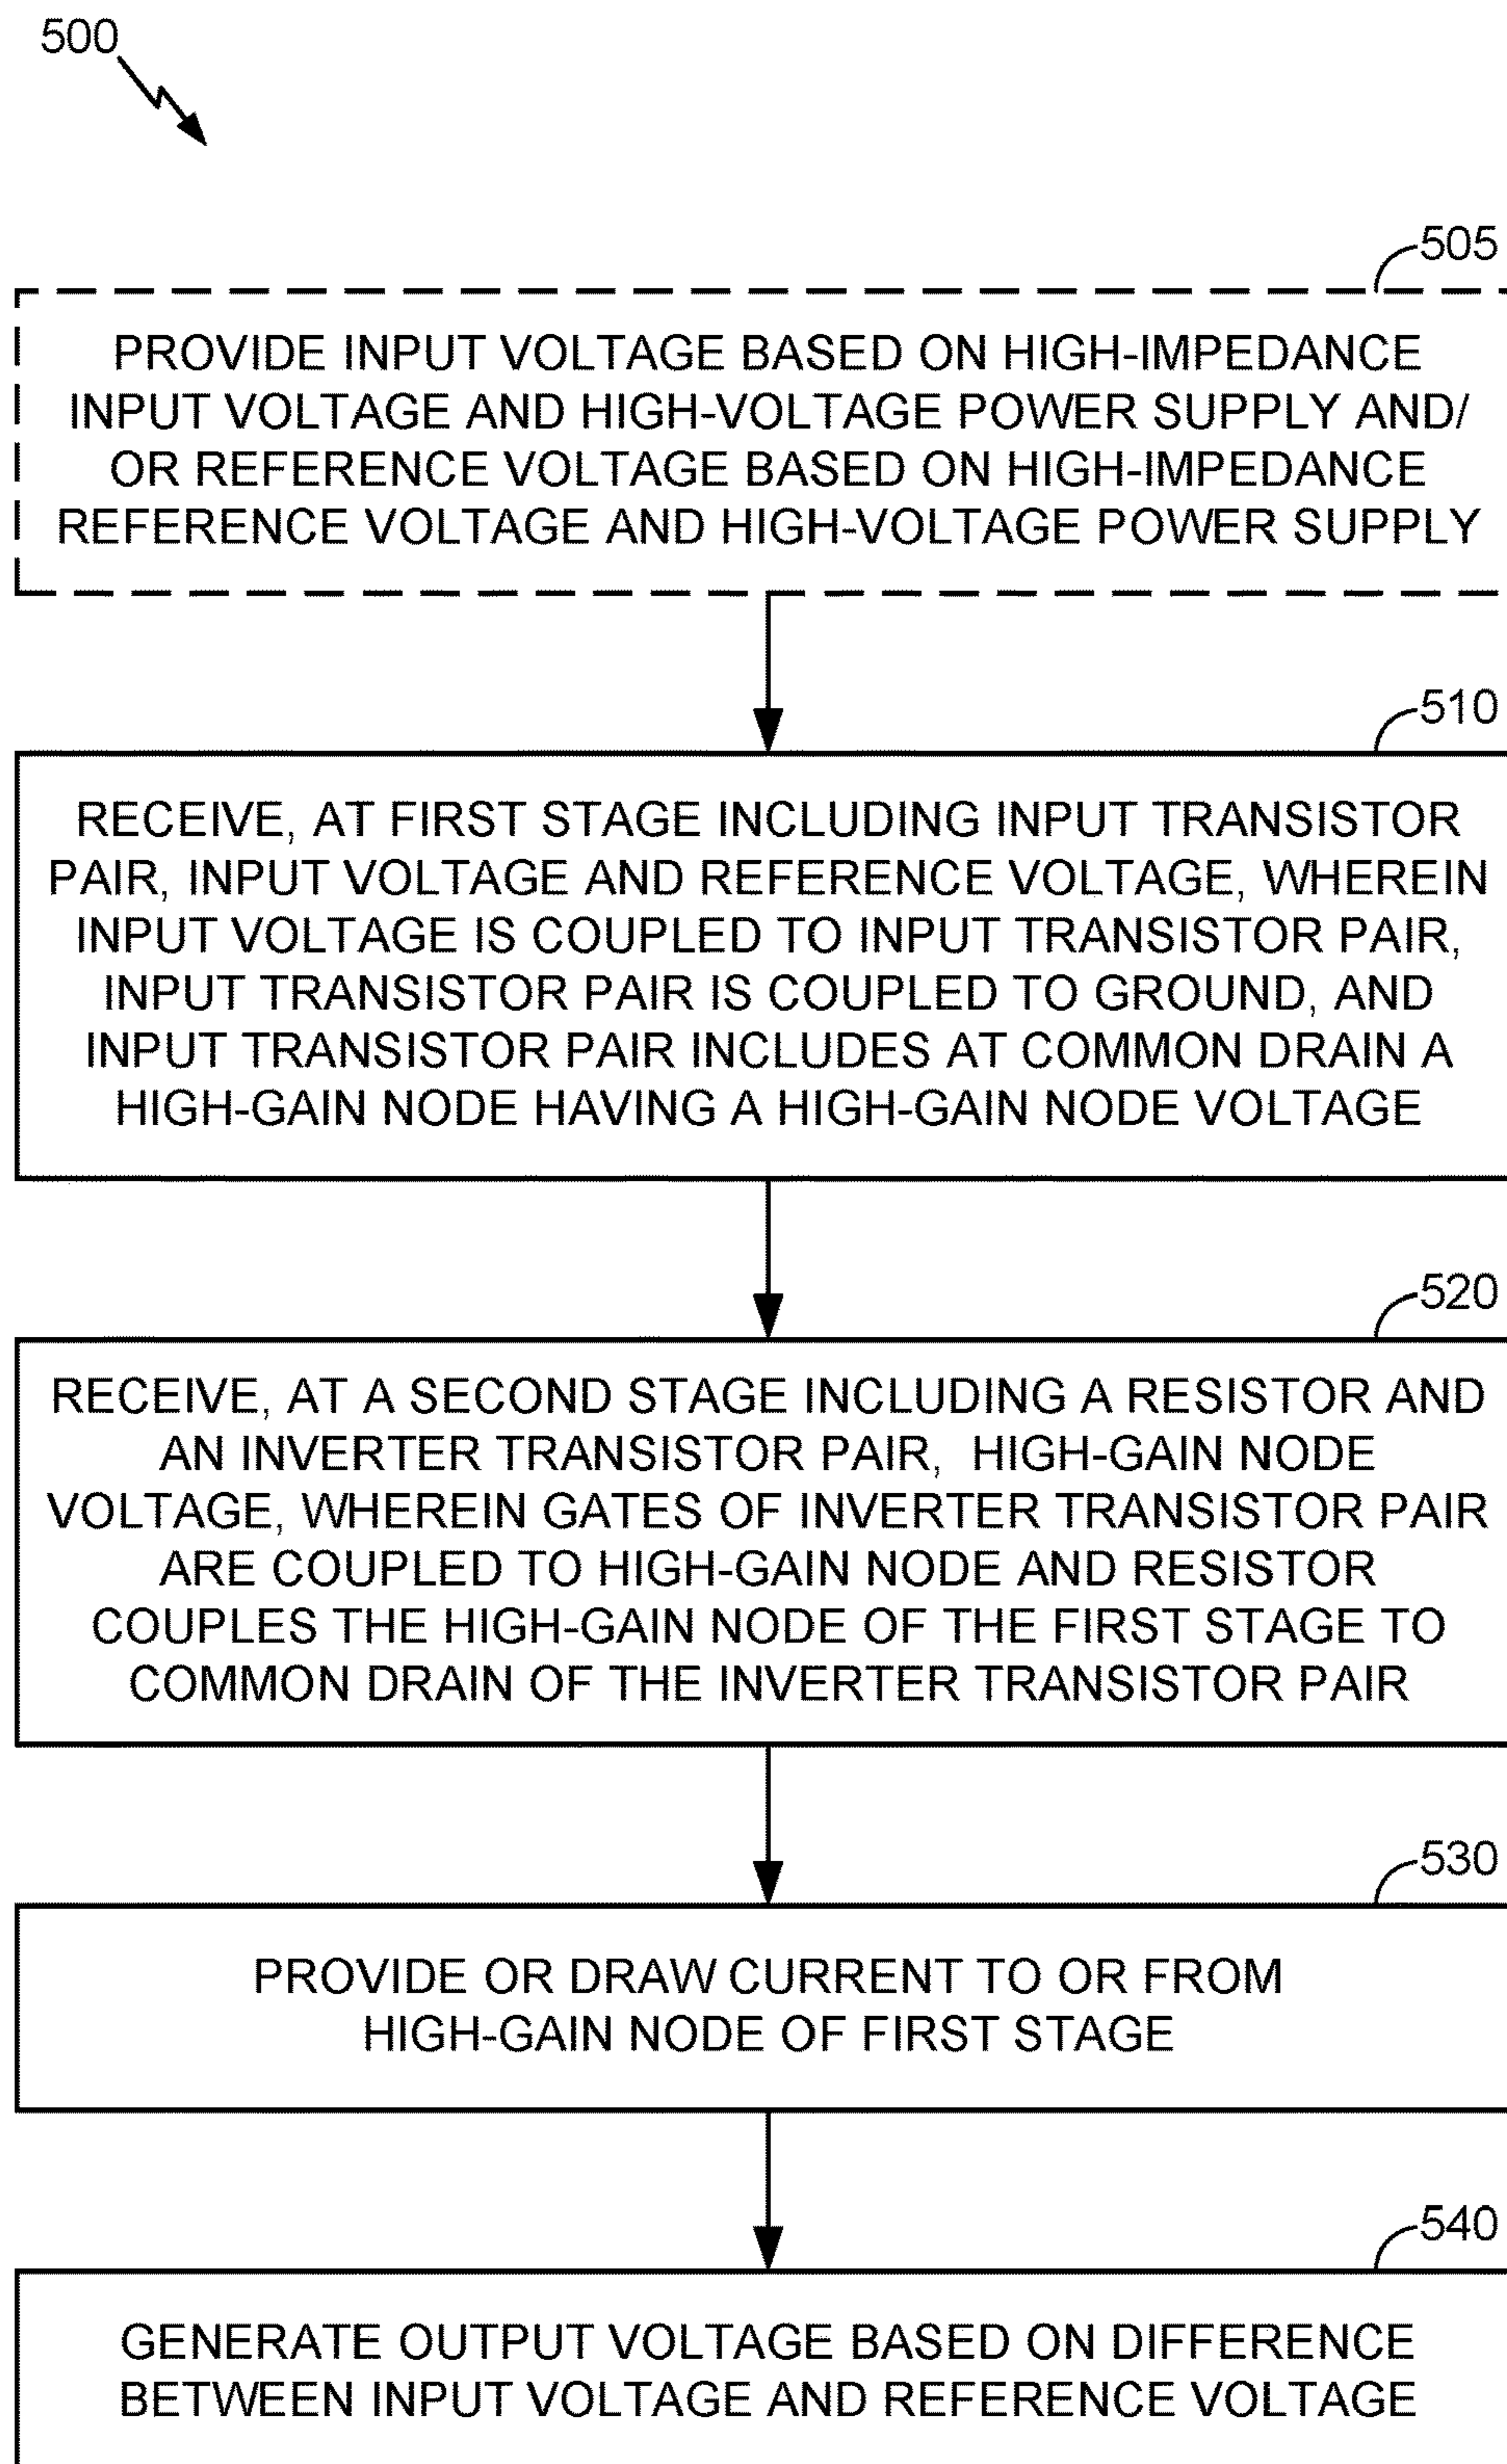 500
505
PROVIDE INPUT VOLTAGE BASED ON HIGH-IMPEDANCE
INPUT VOLTAGE AND HIGH-VOLTAGE POWER SUPPLY AND/
OR REFERENCE VOLTAGE BASED ON HIGH-IMPEDANCE
REFERENCE VOLTAGE AND HIGH-VOLTAGE POWER SUPPLY
510
RECEIVE, AT FIRST STAGE INCLUDING INPUT TRANSISTOR
PAIR, INPUT VOLTAGE AND REFERENCE VOLTAGE, WHEREIN
INPUT VOLTAGE IS COUPLED TO INPUT TRANSISTOR PAIR,
INPUT TRANSISTOR PAIR IS COUPLED TO GROUND, AND
INPUT TRANSISTOR PAIR INCLUDES AT COMMON DRAIN A
HIGH-GAIN NODE HAVING A HIGH-GAIN NODE VOLTAGE
520
RECEIVE, AT A SECOND STAGE INCLUDING A RESISTOR AND
AN INVERTER TRANSISTOR PAIR, HIGH-GAIN NODE
VOLTAGE, WHEREIN GATES OF INVERTER TRANSISTOR PAIR
ARE COUPLED TO HIGH-GAIN NODE AND RESISTOR
COUPLES THE HIGH-GAIN NODE OF THE FIRST STAGE TO
COMMON DRAIN OF THE INVERTER TRANSISTOR PAIR
530
PROVIDE OR DRAW CURRENT TO OR FROM
HIGH-GAIN NODE OF FIRST STAGE
540
GENERATE OUTPUT VOLTAGE BASED ON DIFFERENCE
BETWEEN INPUT VOLTAGE AND REFERENCE VOLTAGE